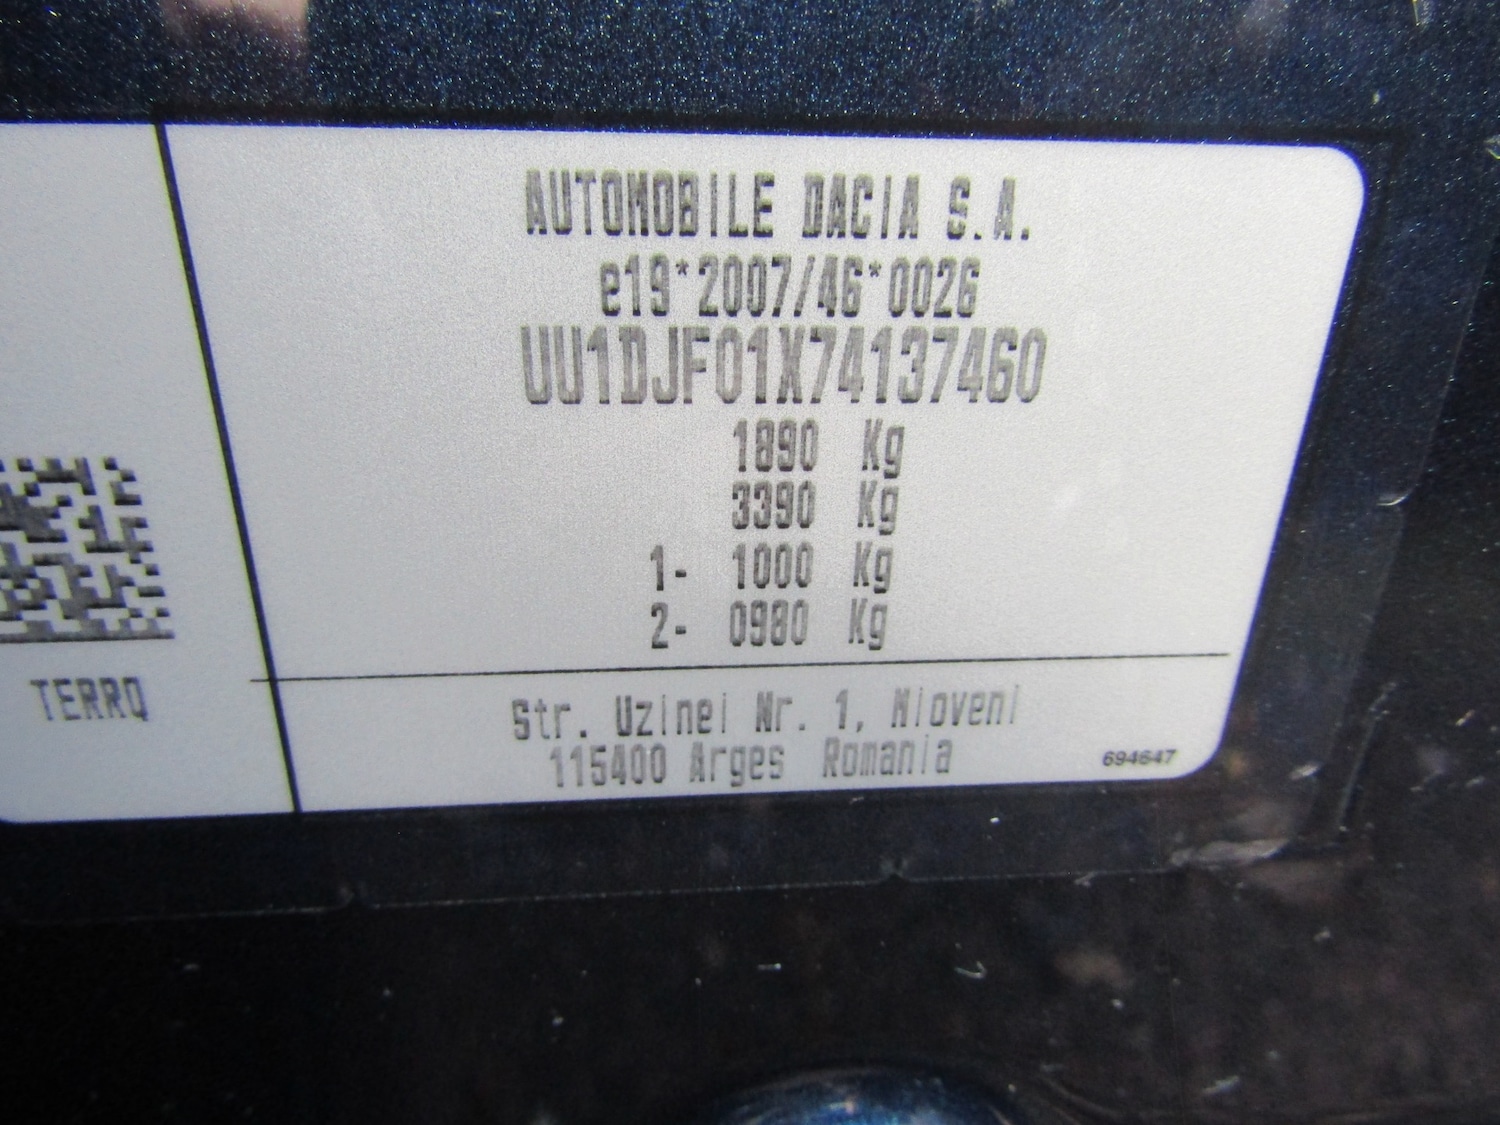 AUTOMOBILE DACIA S.A.
e19*2007/46*0026
UU1DJF01X74137460
1890 Kg
3390 Kg
1- 1000 Kg
2- 0980 Kg
TERRQ
Str. Uzinei Nr. 1, Mioveni
115400 Arges Romania
694647